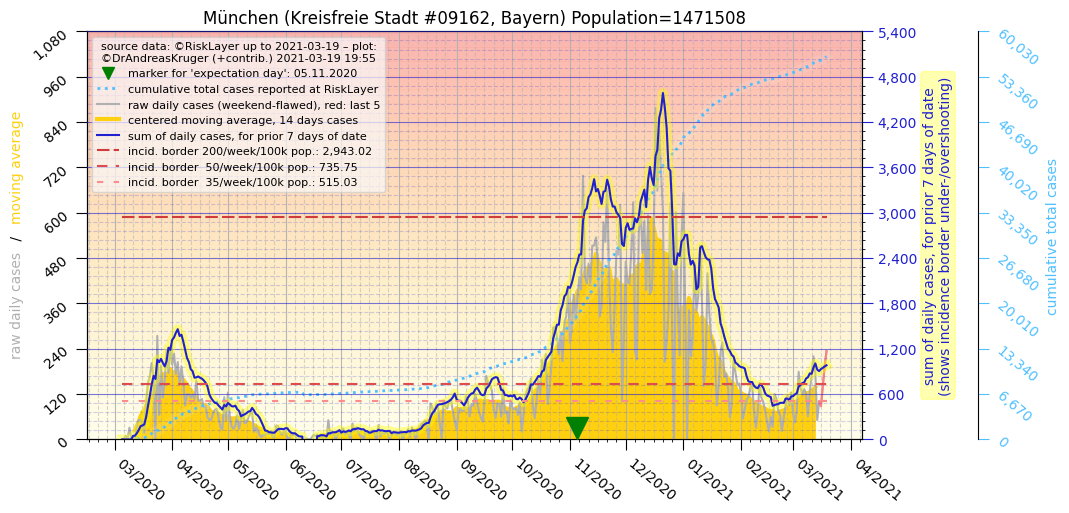 München (Kreisfreie Stadt #09162, Bayern) Population=1471508
source data: ©RiskLayer up to 2021-03-19 – plot:
©DrAndreasKruger (+contrib.) 2021-03-19 19:55
marker for 'expectation day': 05.11.2020
cumulative total cases reported at RiskLayer
raw daily cases (weekend-flawed), red: last 5
centered moving average, 14 days cases
sum of daily cases, for prior 7 days of date
incid. border 200/week/100k pop.: 2,943.02
incid. border 50/week/100k pop.: 735.75
incid. border 35/week/100k pop.: 515.03
raw daily cases / moving average
1,080
960
840
720
600
480
360
240
120
0
03/2020
04/2020
05/2020
06/2020
07/2020
08/2020
09/2020
10/2020
11/2020
12/2020
01/2021
02/2021
03/2021
04/2021
5,400
4,800
4,200
3,600
3,000
2,400
1,800
1,200
600
0
sum of daily cases, for prior 7 days of date
(shows incidence border under-/overshooting)
60,030
53,360
46,690
40,020
33,350
26,680
20,010
13,340
6,670
0
cumulative total cases